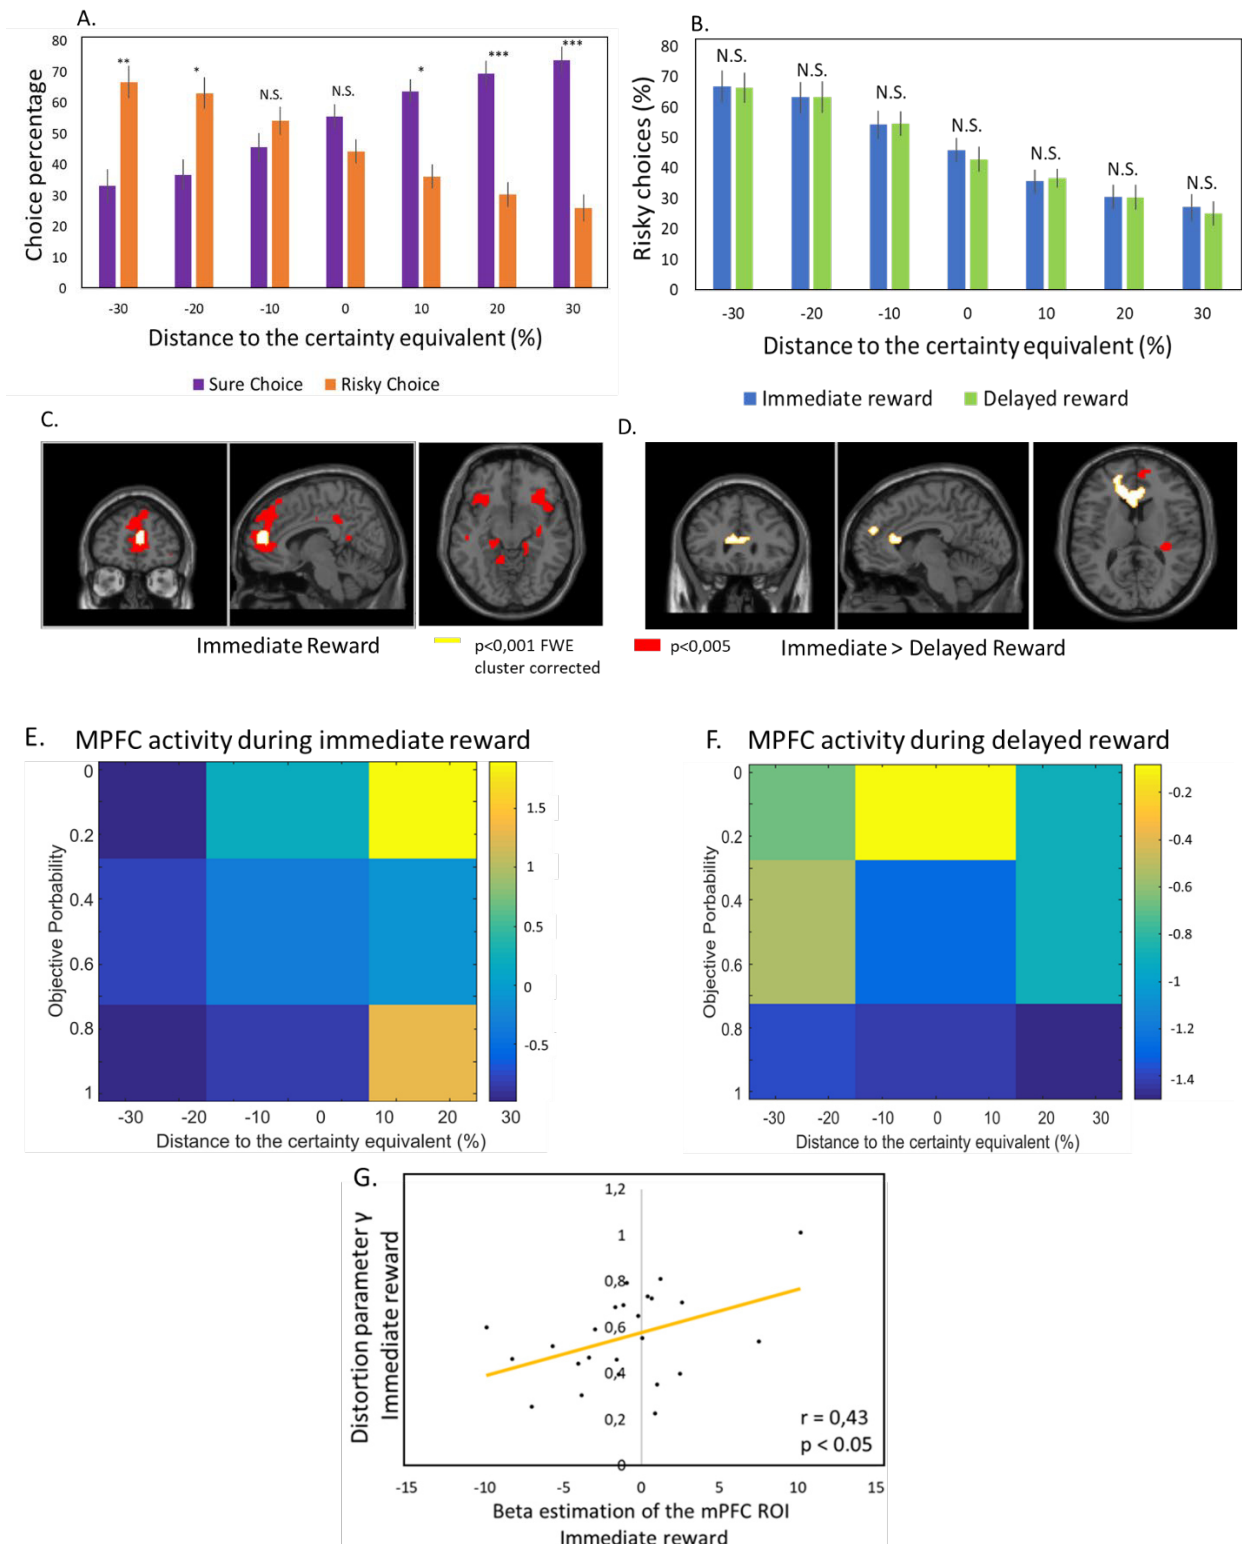 A.
Choice percentage
80
70
60
50
40
30
20
10
0
**
*
N.S.
N.S.
*
***
***
-30 -20 -10 0 10 20 30
Distance to the certainty equivalent (%)
Sure Choice Risky Choice
B.
Risky choices (%)
80
70
60
50
40
30
20
10
0
N.S.
N.S.
N.S.
N.S.
N.S.
N.S.
N.S.
-30 -20 -10 0 10 20 30
Distance to the certainty equivalent (%)
Immediate reward Delayed reward
C.
Immediate Reward
p<0,001 FWE
cluster corrected
D.
p<0,005
Immediate > Delayed Reward
E. MPFC activity during immediate reward
Objective Porbability
0
0.2
0.4
0.6
0.8
1
1.5
1
0.5
0
-0.5
-30 -20 -10 0 10 20 30
Distance to the certainty equivalent (%)
F. MPFC activity during delayed reward
Objective Porbability
0
0.2
0.4
0.6
0.8
1
-0.2
-0.4
-0.6
-0.8
-1
-1.2
-1.4
-30 -20 -10 0 10 20 30
Distance to the certainty equivalent (%)
G.
Distortion parameter γ
Immediate reward
1,2
1
0,8
0,6
0,4
0,2
0
r = 0,43
p < 0.05
-15 -10 -5 0 5 10 15
Beta estimation of the mPFC ROI
Immediate reward